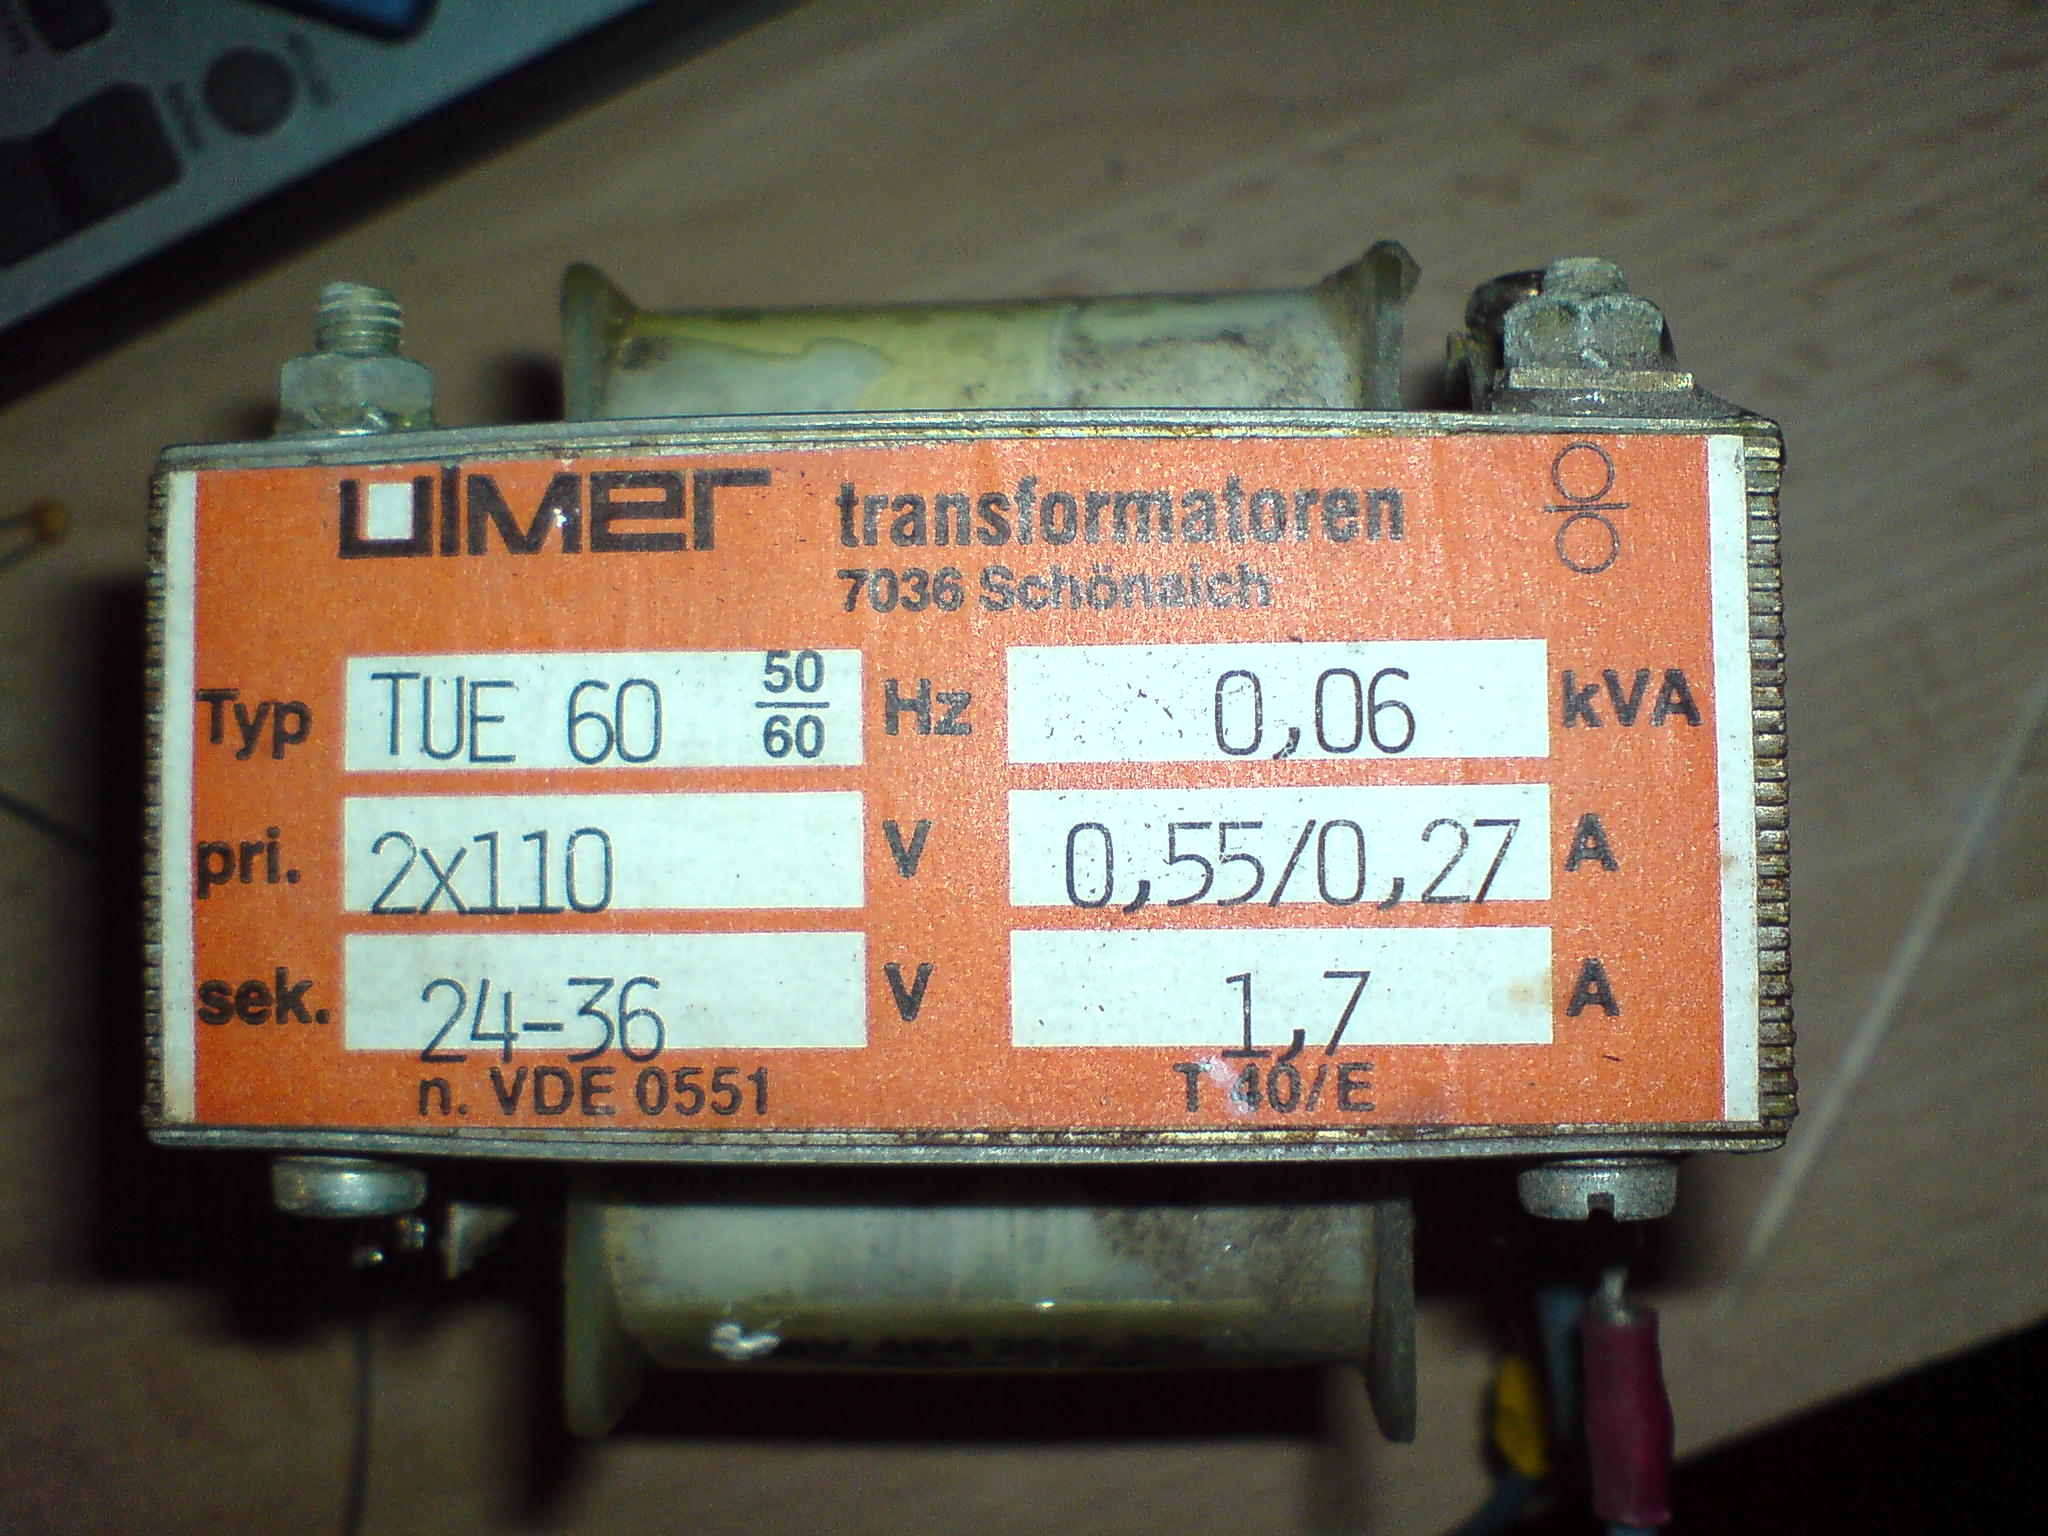 ulmer transformatoren
7036 Schönaich
Typ TUE 60 50/60 Hz 0,06 kVA
pri. 2x110 V 0,55/0,27 A
sek. 24-36 V 1,7 A
n. VDE 0551 T 40/E